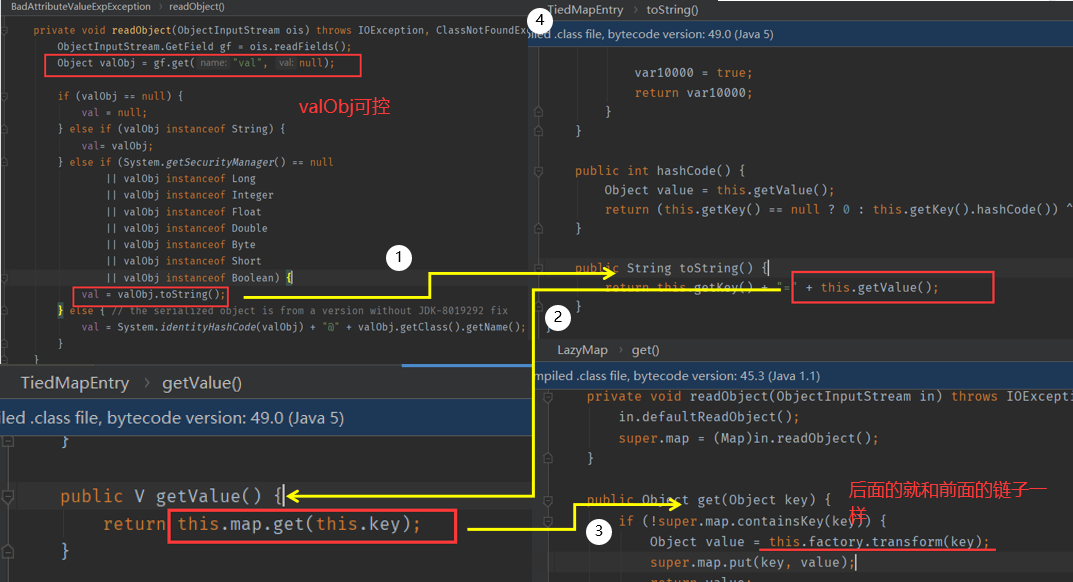 BadAttributeValueExpException › readObject()
private void readObject(ObjectInputStream ois) throws IOException, ClassNotFoundEx
ObjectInputStream.GetField gf = ois.readFields();
Object valObj = gf.get( name: "val", val: null);
valObj可控
if (valObj == null) {
val = null;
} else if (valObj instanceof String) {
val= valObj;
} else if (System.getSecurityManager() == null
|| valObj instanceof Long
|| valObj instanceof Integer
|| valObj instanceof Float
|| valObj instanceof Double
|| valObj instanceof Byte
|| valObj instanceof Short
|| valObj instanceof Boolean) {
val = valObj.toString();
} else { // the serialized object is from a version without JDK-8019292 fix
val = System.identityHashCode(valObj) + "@" + valObj.getClass().getName();
}
}
1
4
TiedMapEntry › toString()
iled .class file, bytecode version: 49.0 (Java 5)
var10000 = true;
return var10000;
}
}
public int hashCode() {
Object value = this.getValue();
return (this.getKey() == null ? 0 : this.getKey().hashCode()) ^
}
public String toString() {
return this.getKey() + "=" + this.getValue();
}
2
TiedMapEntry › getValue()
iled .class file, bytecode version: 49.0 (Java 5)
}
public V getValue() {
return this.map.get(this.key);
}
3
LazyMap › get()
mpiled .class file, bytecode version: 45.3 (Java 1.1)
private void readObject(ObjectInputStream in) throws IOException
in.defaultReadObject();
super.map = (Map)in.readObject();
}
public Object get(Object key) {
后面的就和前面的链子一
样
if (!super.map.containsKey(key)) {
Object value = this.factory.transform(key);
super.map.put(key, value);
return value;